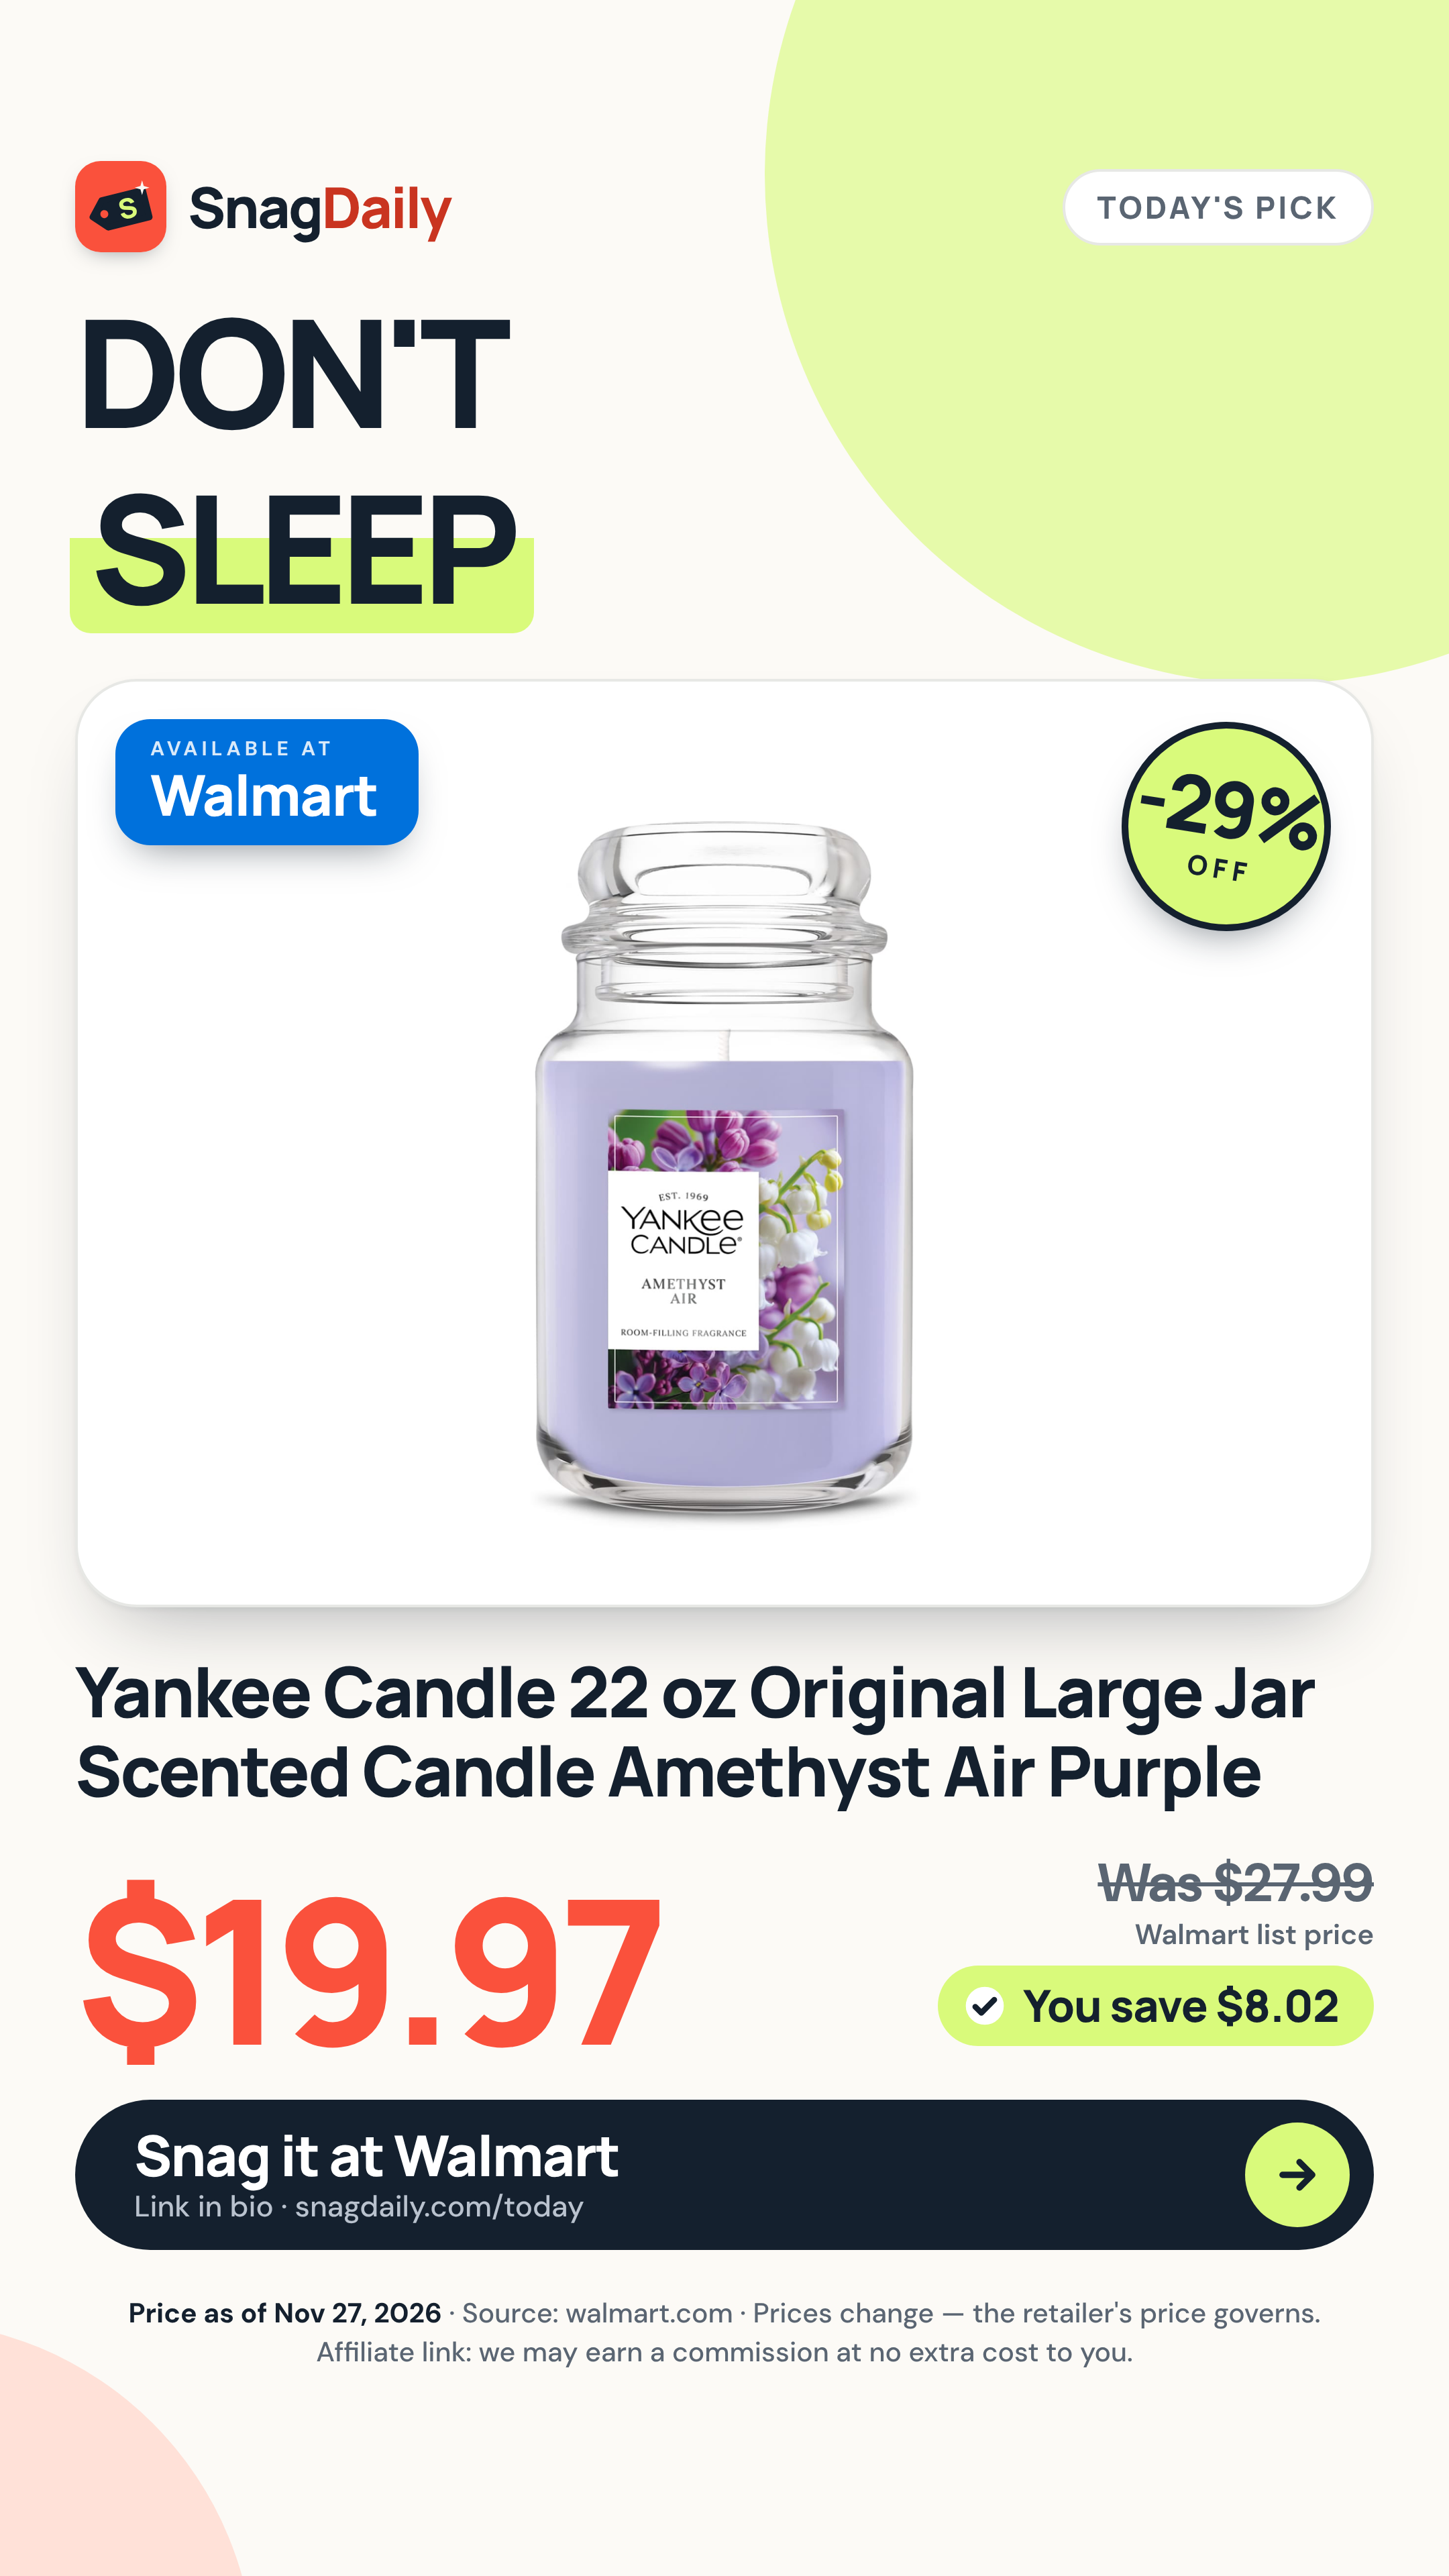 S
SnagDaily
TODAY'S PICK
DON'T
SLEEP
AVAILABLE AT
Walmart
-29%
OFF
EST. 1969
YANKEE
CANDLE®
AMETHYST
AIR
ROOM-FILLING FRAGRANCE
Yankee Candle 22 oz Original Large Jar
Scented Candle Amethyst Air Purple
$19.97
Was $27.99
Walmart list price
You save $8.02
Snag it at Walmart
Link in bio · snagdaily.com/today
Price as of Nov 27, 2026 · Source: walmart.com · Prices change — the retailer's price governs.
Affiliate link: we may earn a commission at no extra cost to you.